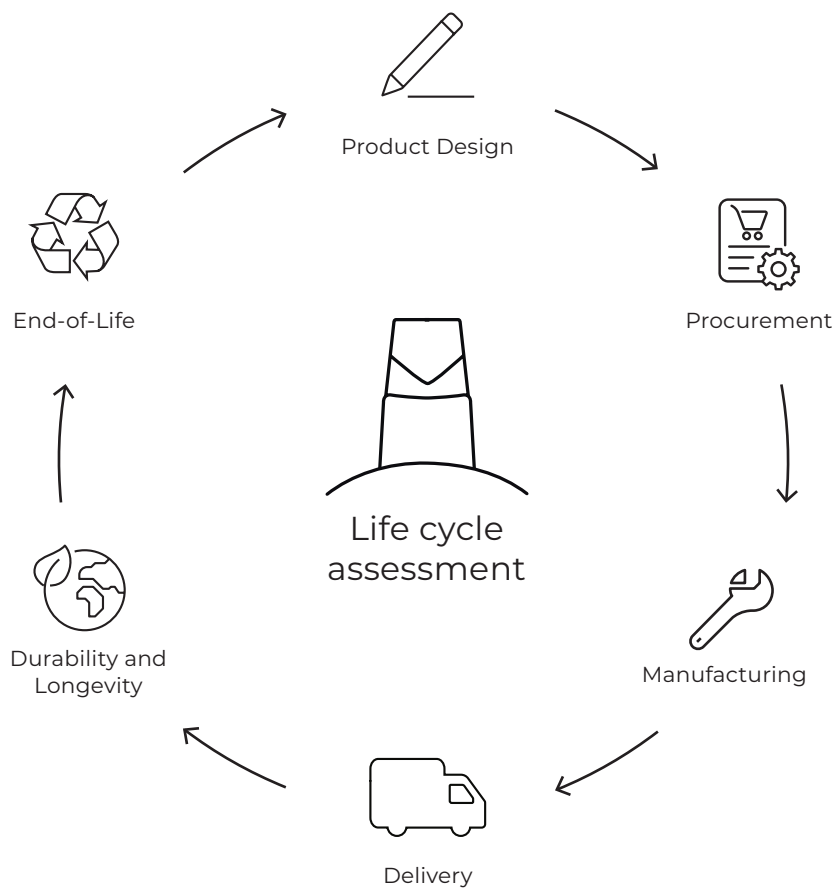 Product Design
Procurement
Manufacturing
Delivery
Durability and
Longevity
End-of-Life
Life cycle
assessment